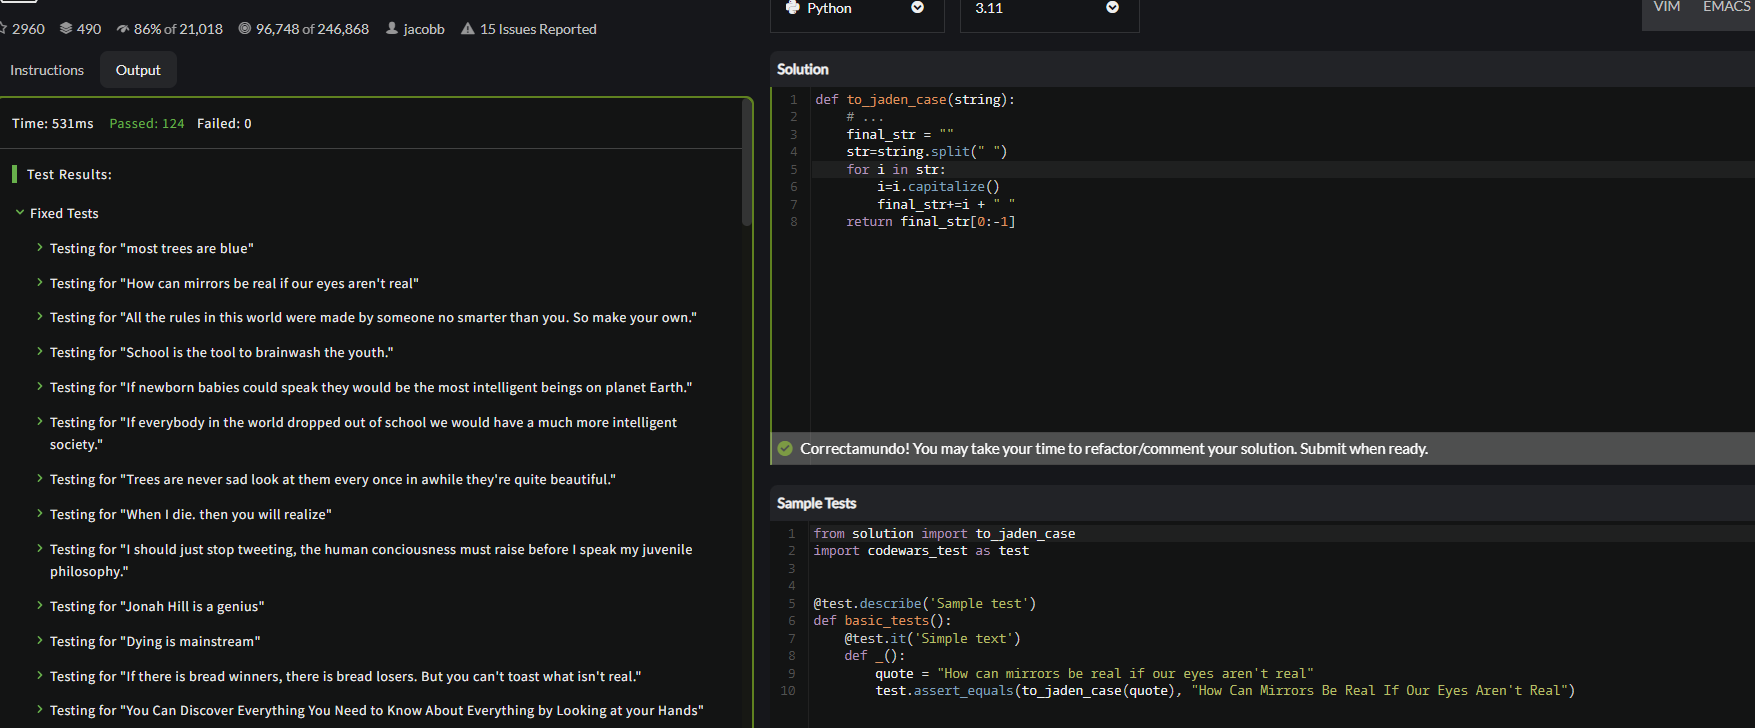 2960 490 86% of 21,018 96,748 of 246,868 jacobb 15 Issues Reported
Instructions Output
Time: 531ms Passed: 124 Failed: 0
Test Results:
Fixed Tests
Testing for "most trees are blue"
Testing for "How can mirrors be real if our eyes aren't real"
Testing for "All the rules in this world were made by someone no smarter than you. So make your own."
Testing for "School is the tool to brainwash the youth."
Testing for "If newborn babies could speak they would be the most intelligent beings on planet Earth."
Testing for "If everybody in the world dropped out of school we would have a much more intelligent
society."
Testing for "Trees are never sad look at them every once in awhile they're quite beautiful."
Testing for "When I die. then you will realize"
Testing for "I should just stop tweeting, the human conciousness must raise before I speak my juvenile
philosophy."
Testing for "Jonah Hill is a genius"
Testing for "Dying is mainstream"
Testing for "If there is bread winners, there is bread losers. But you can't toast what isn't real."
Testing for "You Can Discover Everything You Need to Know About Everything by Looking at your Hands"
Python 3.11 VIM EMACS
Solution
1 def to_jaden_case(string):
2 # ...
3 final_str = ""
4 str=string.split(" ")
5 for i in str:
6 i=i.capitalize()
7 final_str+=i + " "
8 return final_str[0:-1]
Correctamundo! You may take your time to refactor/comment your solution. Submit when ready.
Sample Tests
1 from solution import to_jaden_case
2 import codewars_test as test
3
4
5 @test.describe('Sample test')
6 def basic_tests():
7 @test.it('Simple text')
8 def _():
9 quote = "How can mirrors be real if our eyes aren't real"
10 test.assert_equals(to_jaden_case(quote), "How Can Mirrors Be Real If Our Eyes Aren't Real")